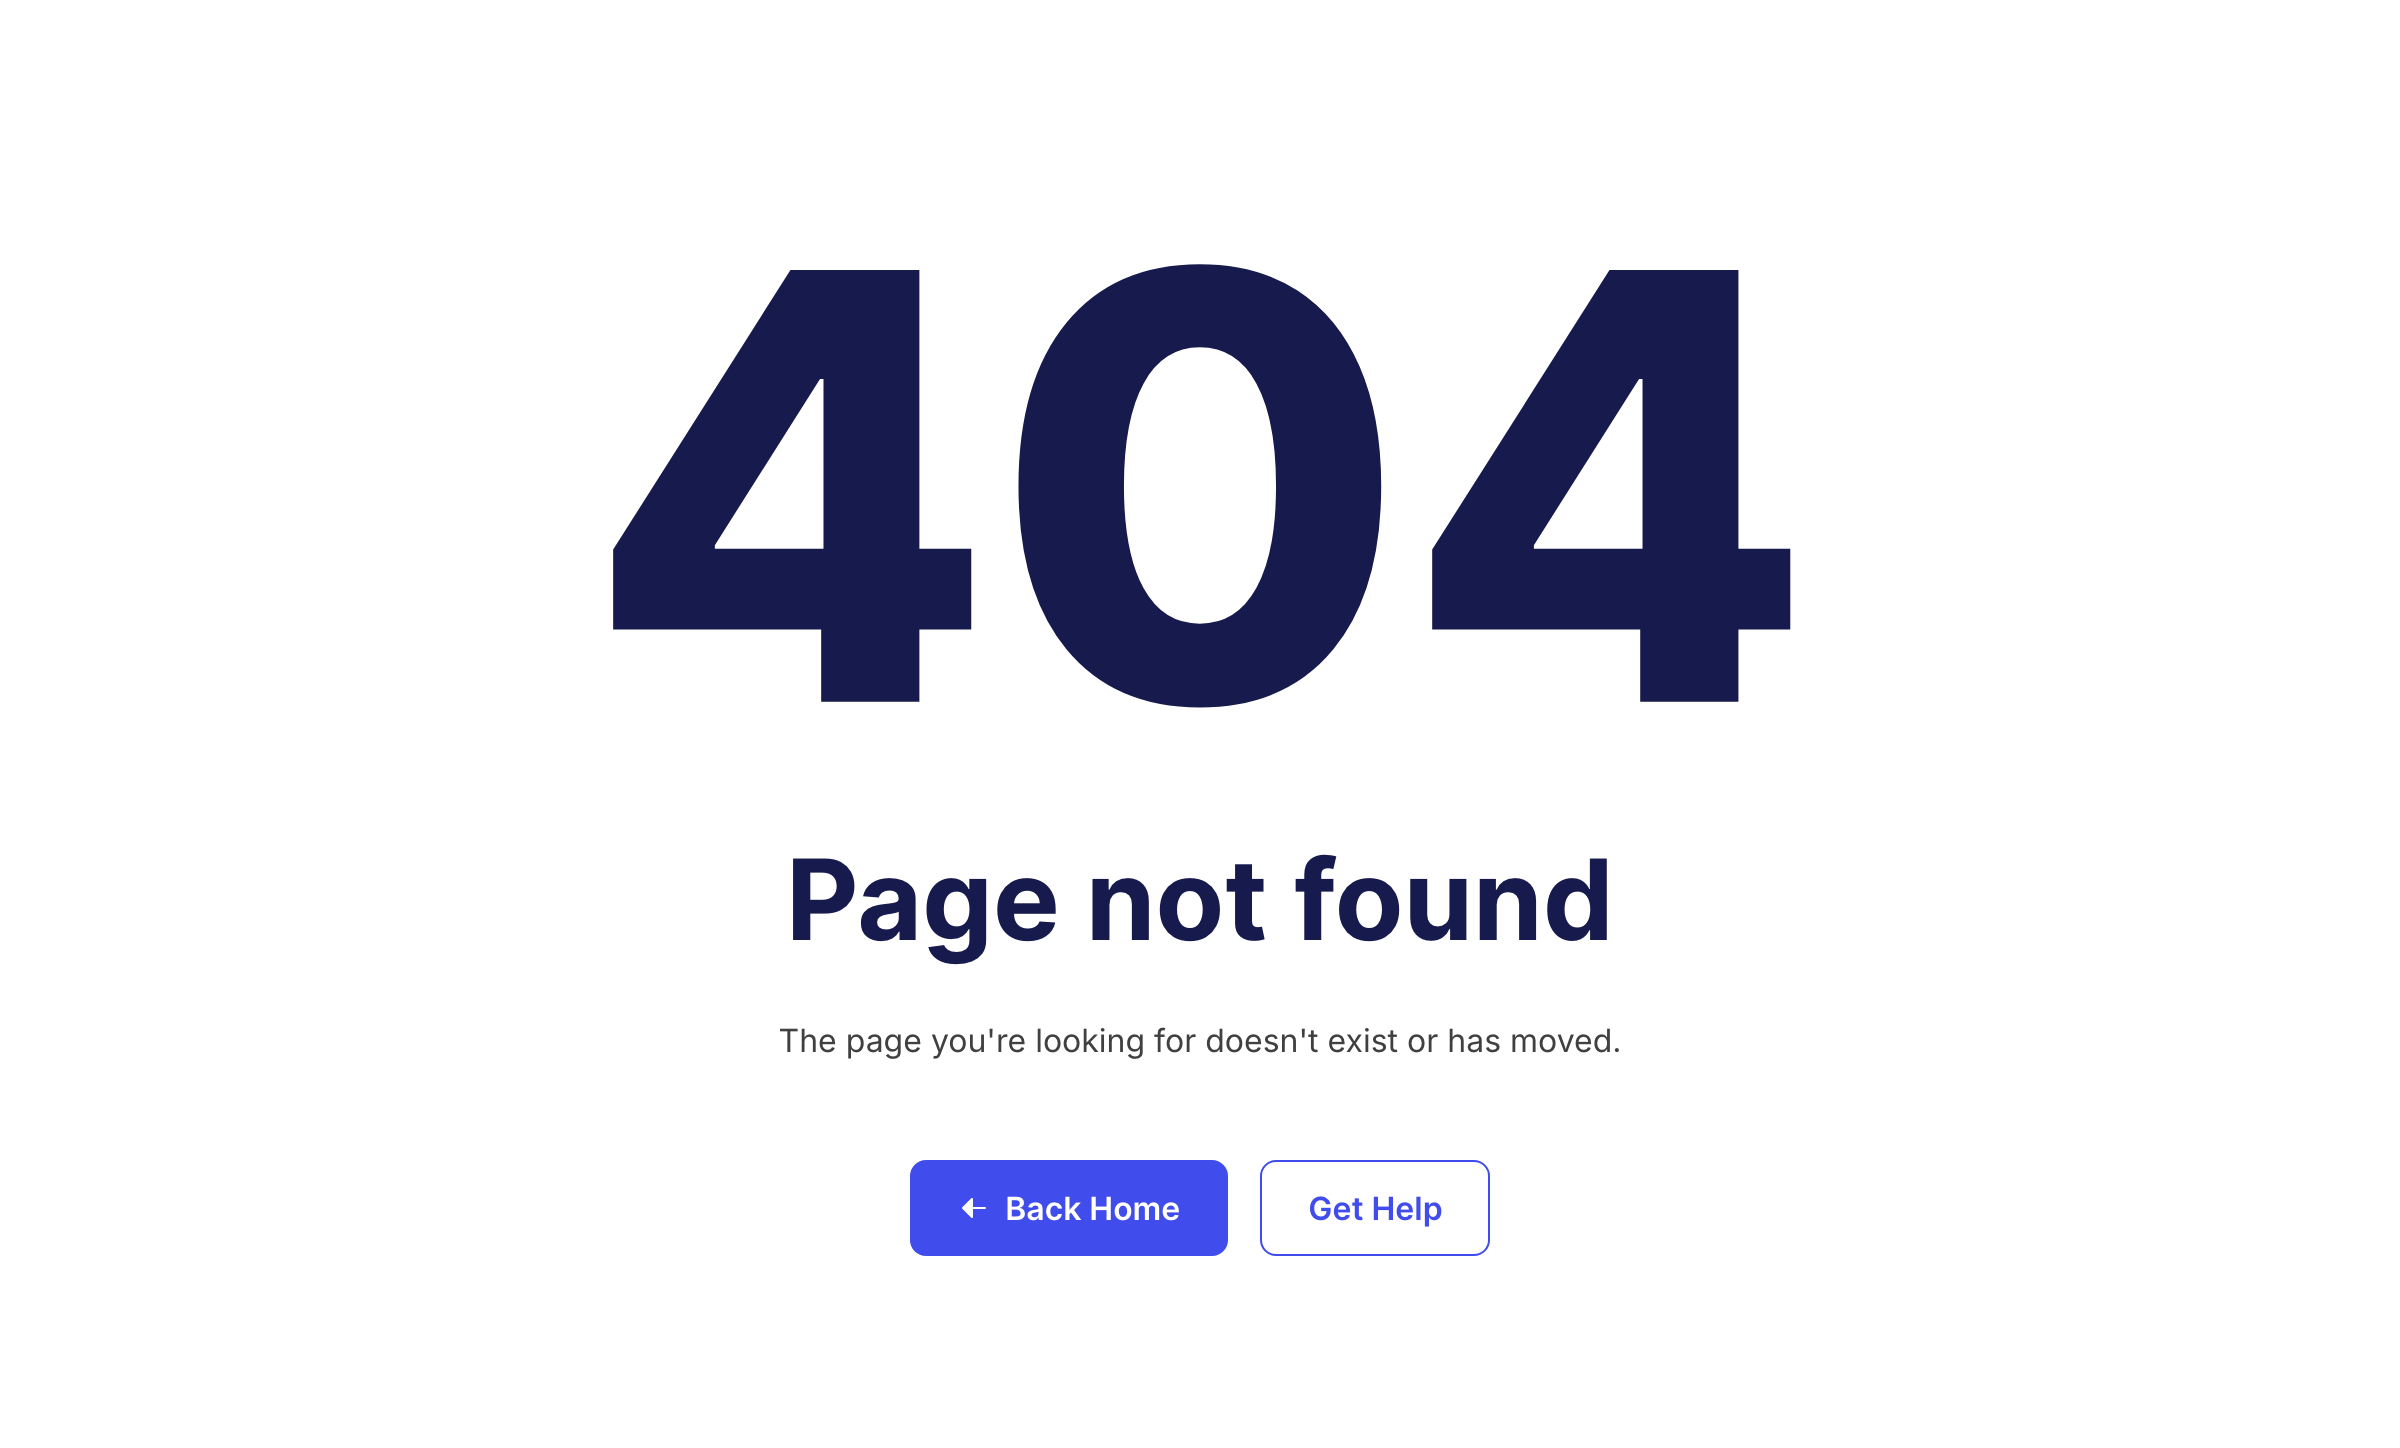 404
Page not found
The page you're looking for doesn't exist or has moved.
Back Home
Get Help